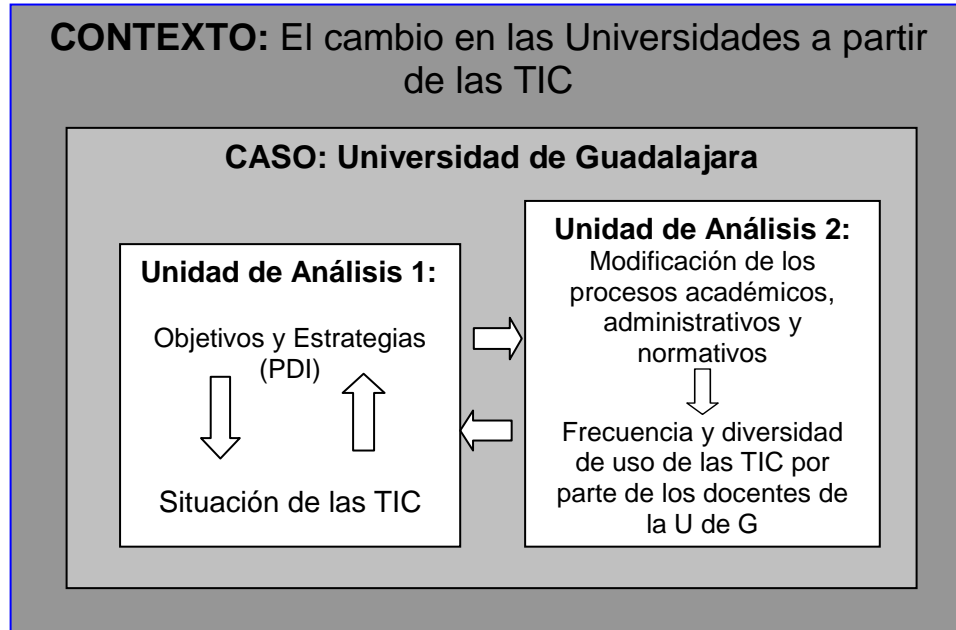 CONTEXTO: El cambio en las Universidades a partir
de las TIC
CASO: Universidad de Guadalajara
Unidad de Análisis 1:
Objetivos y Estrategias
(PDI)
Situación de las TIC
Unidad de Análisis 2:
Modificación de los
procesos académicos,
administrativos y
normativos
Frecuencia y diversidad
de uso de las TIC por
parte de los docentes de
la U de G